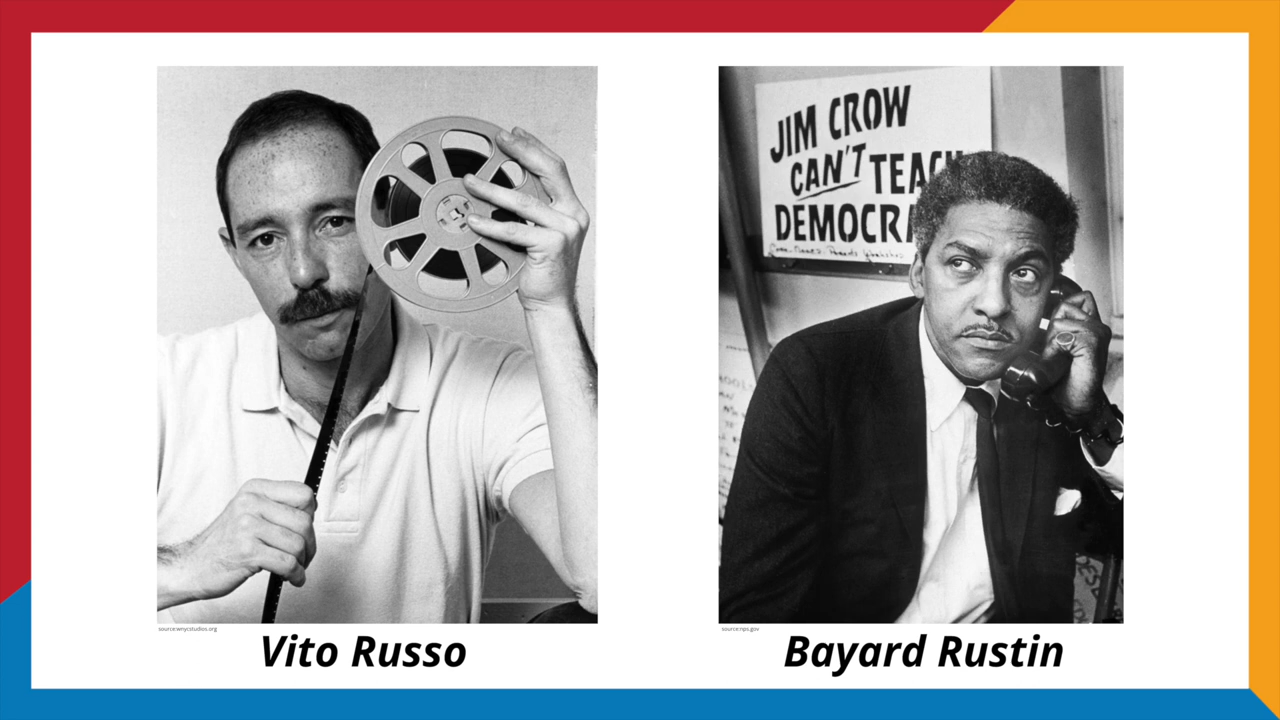 JIM CROW
CAN'T TEACH
DEMOCRA
source:wnycstudios.org
source:nps.gov
Vito Russo
Bayard Rustin